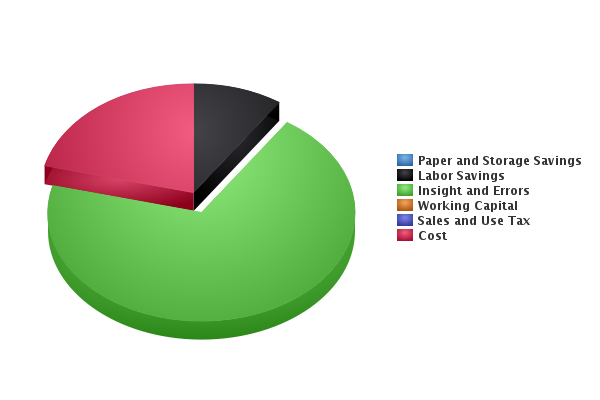 Paper and Storage Savings
Labor Savings
Insight and Errors
Working Capital
Sales and Use Tax
Cost